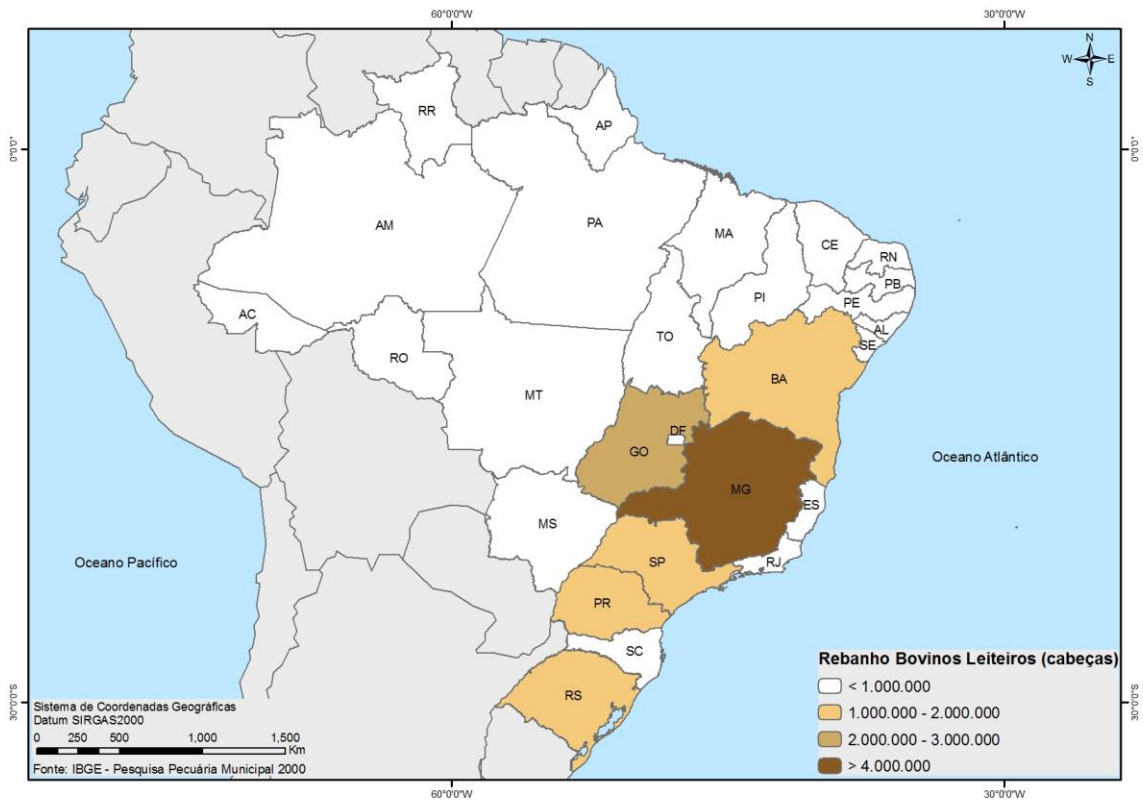 60°0'0"W
30°0'0"W
N
W E
S
0°0'0"
0°0'0"
RR
AP
AM
PA
MA
CE
RN
PB
PI
PE
AC
AL
TO
SE
RO
BA
MT
DF
GO
Oceano Atlântico
MG
ES
MS
Oceano Pacífico
SP
RJ
PR
SC
RS
Rebanho Bovinos Leiteiros (cabeças)
< 1.000.000
1.000.000 - 2.000.000
2.000.000 - 3.000.000
> 4.000.000
30°0'0"S
30°0'0"S
Sistema de Coordenadas Geográficas
Datum SIRGAS2000
0 250 500 1,000 1,500
Km
Fonte: IBGE - Pesquisa Pecuária Municipal 2000
60°0'0"W
30°0'0"W